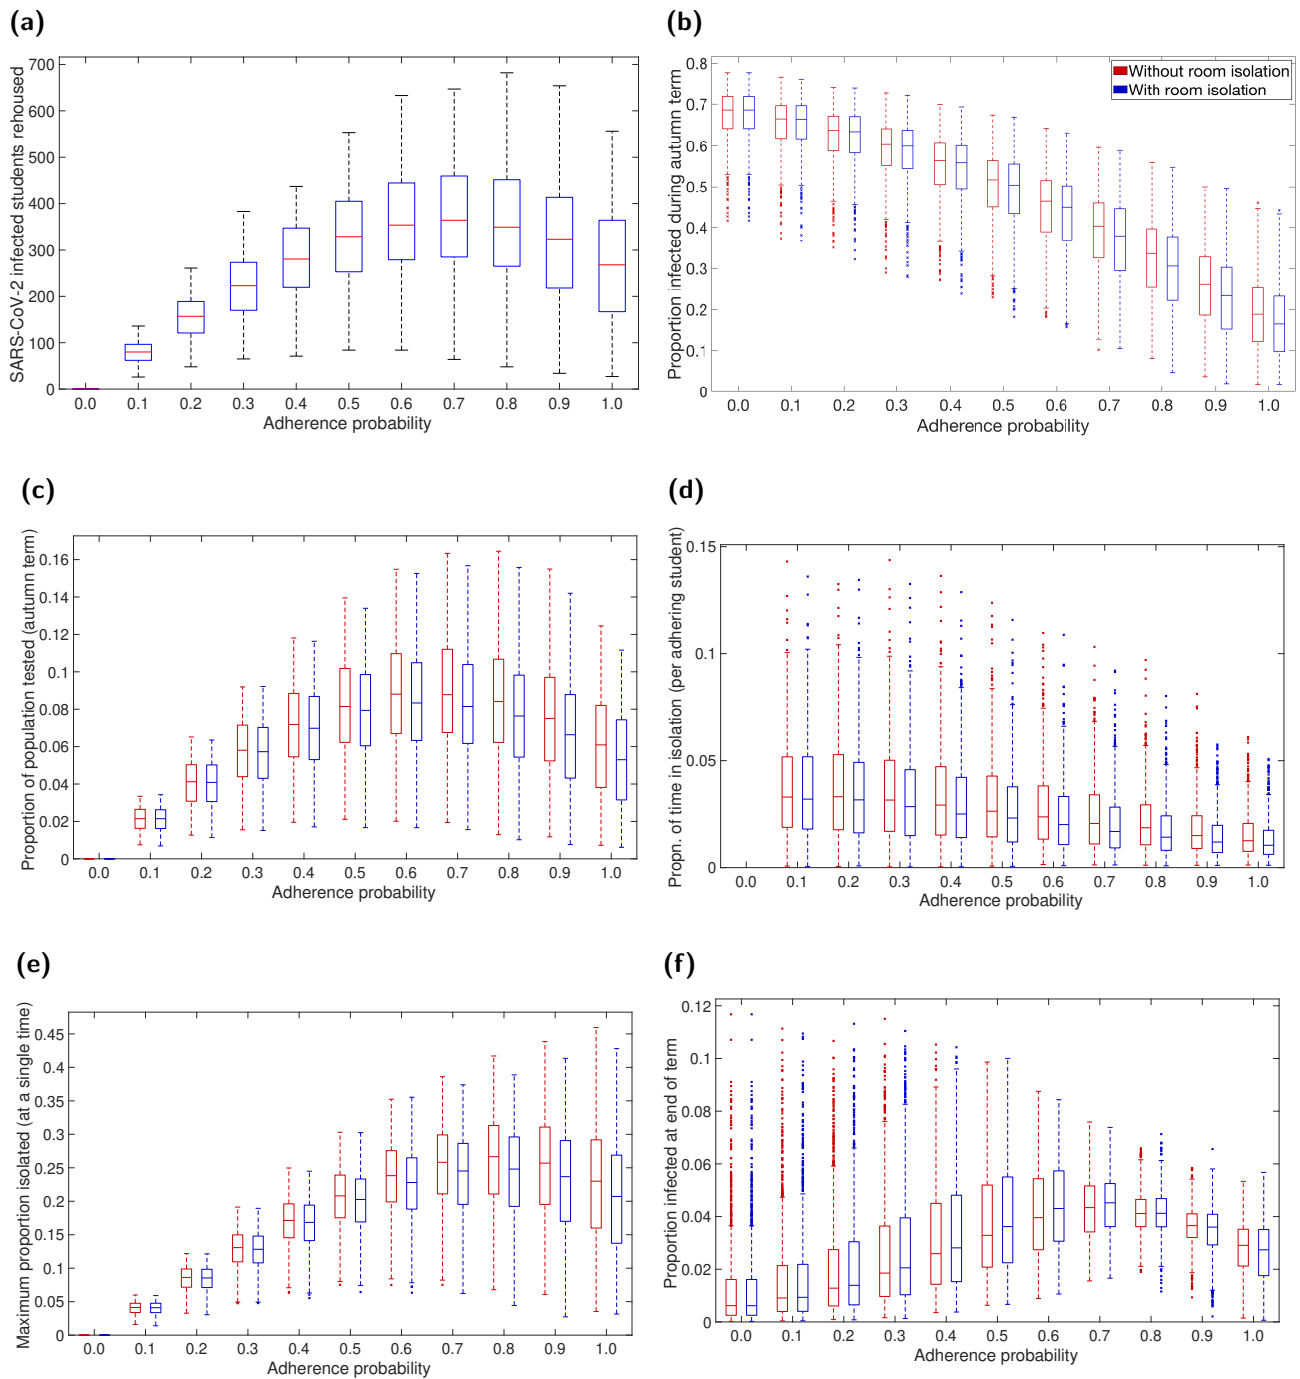 (a)
SARS-CoV-2 infected students rehoused
700
600
500
400
300
200
100
0
0.0 0.1 0.2 0.3 0.4 0.5 0.6 0.7 0.8 0.9 1.0
Adherence probability
(b)
Proportion infected during autumn term
0.8
0.7
0.6
0.5
0.4
0.3
0.2
0.1
0
Without room isolation
With room isolation
0.0 0.1 0.2 0.3 0.4 0.5 0.6 0.7 0.8 0.9 1.0
Adherence probability
(c)
Proportion of population tested (autumn term)
0.16
0.14
0.12
0.1
0.08
0.06
0.04
0.02
0
0.0 0.1 0.2 0.3 0.4 0.5 0.6 0.7 0.8 0.9 1.0
Adherence probability
(d)
Propn. of time in isolation (per adhering student)
0.15
0.1
0.05
0
0.0 0.1 0.2 0.3 0.4 0.5 0.6 0.7 0.8 0.9 1.0
Adherence probability
(e)
Maximum proportion isolated (at a single time)
0.45
0.4
0.35
0.3
0.25
0.2
0.15
0.1
0.05
0
0.0 0.1 0.2 0.3 0.4 0.5 0.6 0.7 0.8 0.9 1.0
Adherence probability
(f)
Proportion infected at end of term
0.12
0.1
0.08
0.06
0.04
0.02
0
0.0 0.1 0.2 0.3 0.4 0.5 0.6 0.7 0.8 0.9 1.0
Adherence probability